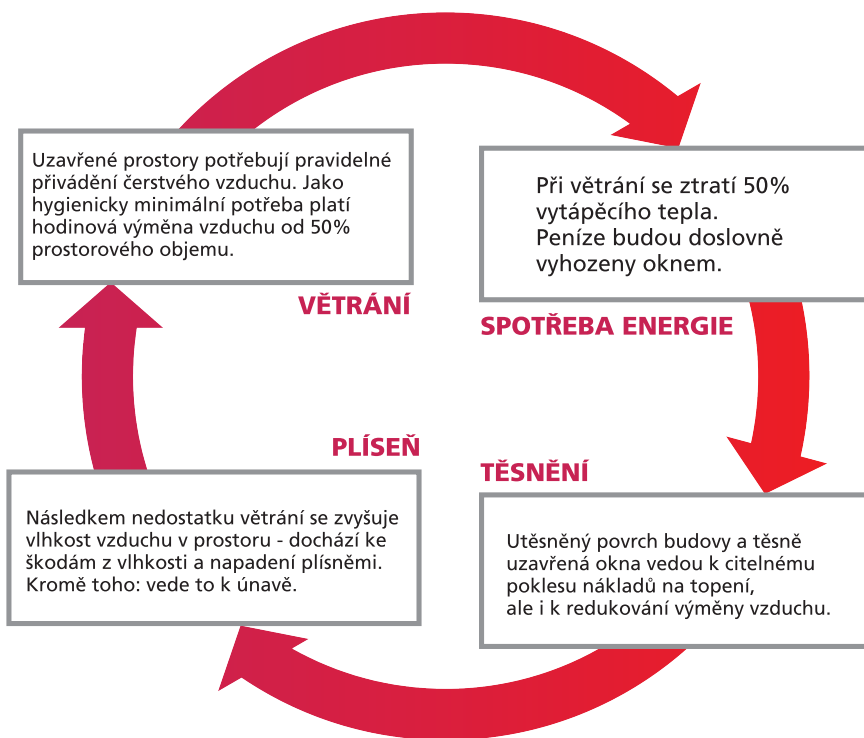 Uzavřené prostory potřebují pravidelné
přivádění čerstvého vzduchu. Jako
hygienicky minimální potřeba platí
hodinová výměna vzduchu od 50%
prostorového objemu.
VĚTRÁNÍ
Při větrání se ztratí 50%
vytápěcího tepla.
Peníze budou doslovně
vyhozeny oknem.
SPOTŘEBA ENERGIE
TĚSNĚNÍ
Utěsněný povrch budovy a těsně
uzavřená okna vedou k citelnému
poklesu nákladů na topení,
ale i k redukování výměny vzduchu.
PLÍSEŇ
Následkem nedostatku větrání se zvyšuje
vlhkost vzduchu v prostoru - dochází ke
škodám z vlhkosti a napadení plísněmi.
Kromě toho: vede to k únavě.